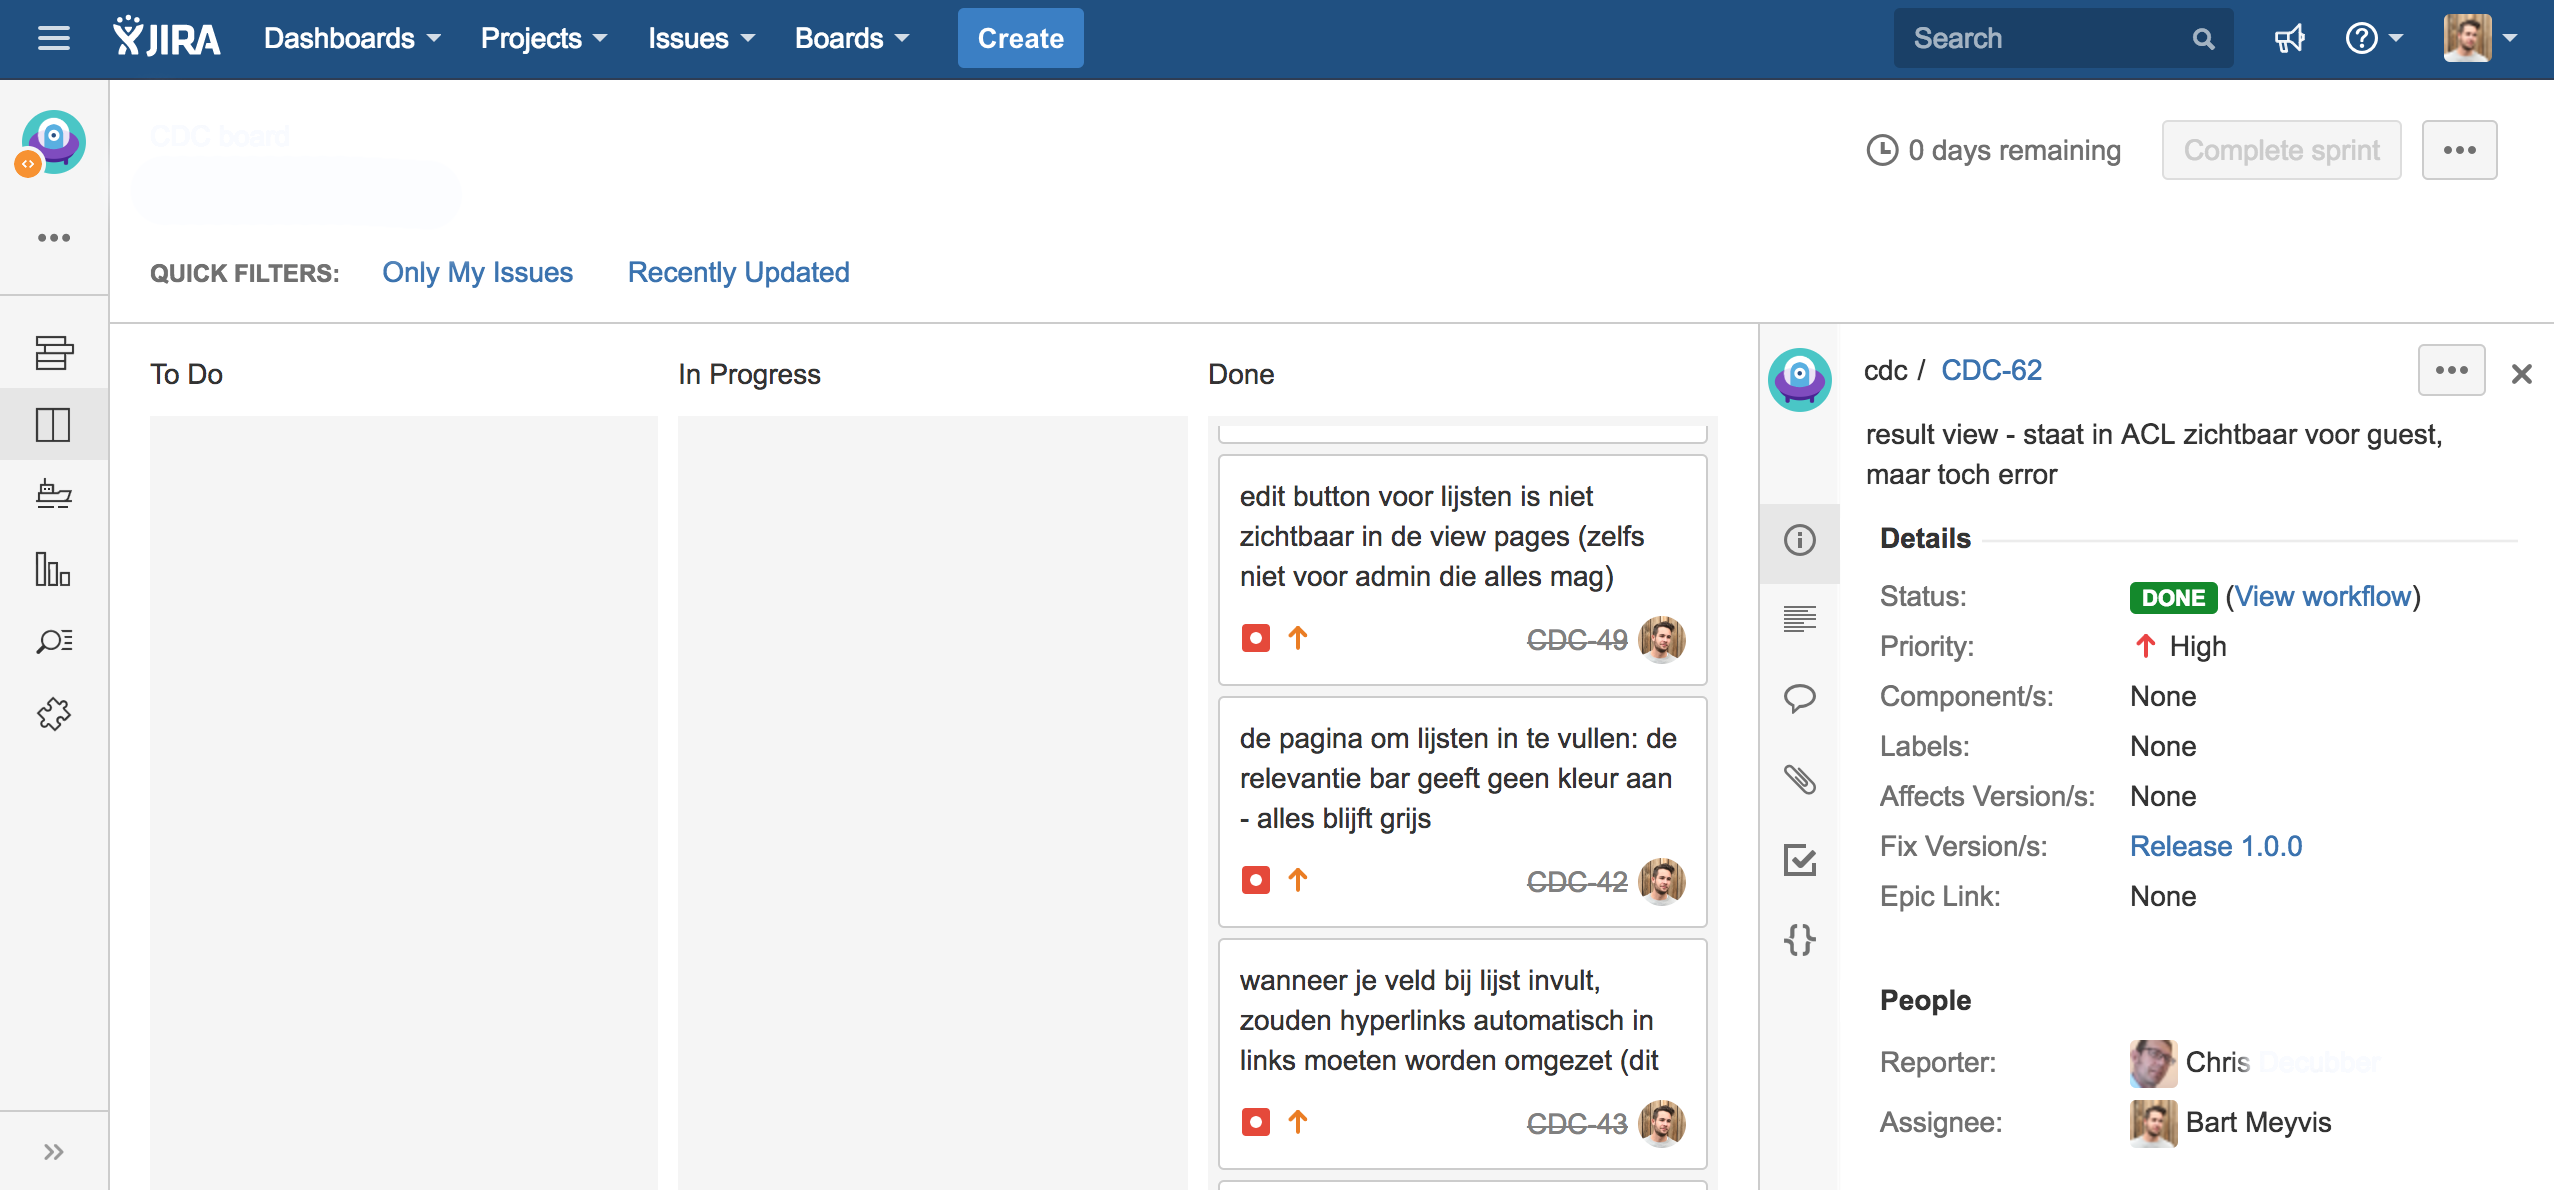 JIRA Dashboards Projects Issues Boards Create Search
CDC board
0 days remaining Complete sprint
QUICK FILTERS: Only My Issues Recently Updated
To Do In Progress Done
edit button voor lijsten is niet
zichtbaar in de view pages (zelfs
niet voor admin die alles mag)
CDC-49
de pagina om lijsten in te vullen: de
relevantie bar geeft geen kleur aan
- alles blijft grijs
CDC-42
wanneer je veld bij lijst invult,
zouden hyperlinks automatisch in
links moeten worden omgezet (dit
CDC-43
cdc / CDC-62
result view - staat in ACL zichtbaar voor guest,
maar toch error
Details
Status: DONE (View workflow)
Priority: High
Component/s: None
Labels: None
Affects Version/s: None
Fix Version/s: Release 1.0.0
Epic Link: None
People
Reporter: Chris Decubber
Assignee: Bart Meyvis